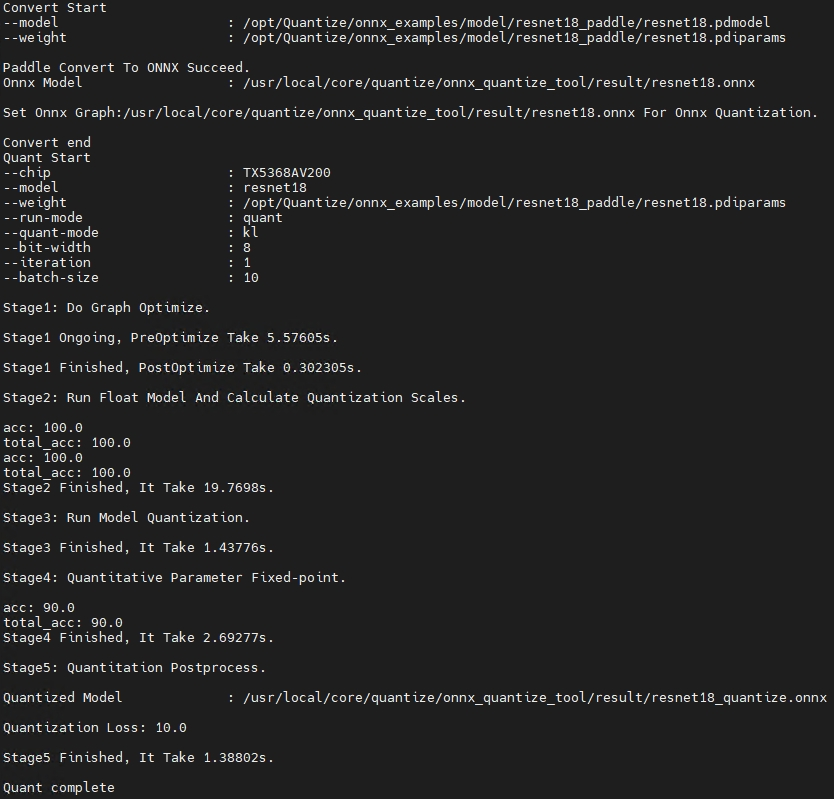 Convert Start
--model : /opt/Quantize/onnx_examples/model/resnet18_paddle/resnet18.pdmodel
--weight : /opt/Quantize/onnx_examples/model/resnet18_paddle/resnet18.pdiparams
Paddle Convert To ONNX Succeed.
Onnx Model : /usr/local/core/quantize/onnx_quantize_tool/result/resnet18.onnx
Set Onnx Graph:/usr/local/core/quantize/onnx_quantize_tool/result/resnet18.onnx For Onnx Quantization.
Convert end
Quant Start
--chip : TX5368AV200
--model : resnet18
--weight : /opt/Quantize/onnx_examples/model/resnet18_paddle/resnet18.pdiparams
--run-mode : quant
--quant-mode : kl
--bit-width : 8
--iteration : 1
--batch-size : 10
Stage1: Do Graph Optimize.
Stage1 Ongoing, PreOptimize Take 5.57605s.
Stage1 Finished, PostOptimize Take 0.302305s.
Stage2: Run Float Model And Calculate Quantization Scales.
acc: 100.0
total_acc: 100.0
acc: 100.0
total_acc: 100.0
Stage2 Finished, It Take 19.7698s.
Stage3: Run Model Quantization.
Stage3 Finished, It Take 1.43776s.
Stage4: Quantitative Parameter Fixed-point.
acc: 90.0
total_acc: 90.0
Stage4 Finished, It Take 2.69277s.
Stage5: Quantitation Postprocess.
Quantized Model : /usr/local/core/quantize/onnx_quantize_tool/result/resnet18_quantize.onnx
Quantization Loss: 10.0
Stage5 Finished, It Take 1.38802s.
Quant complete